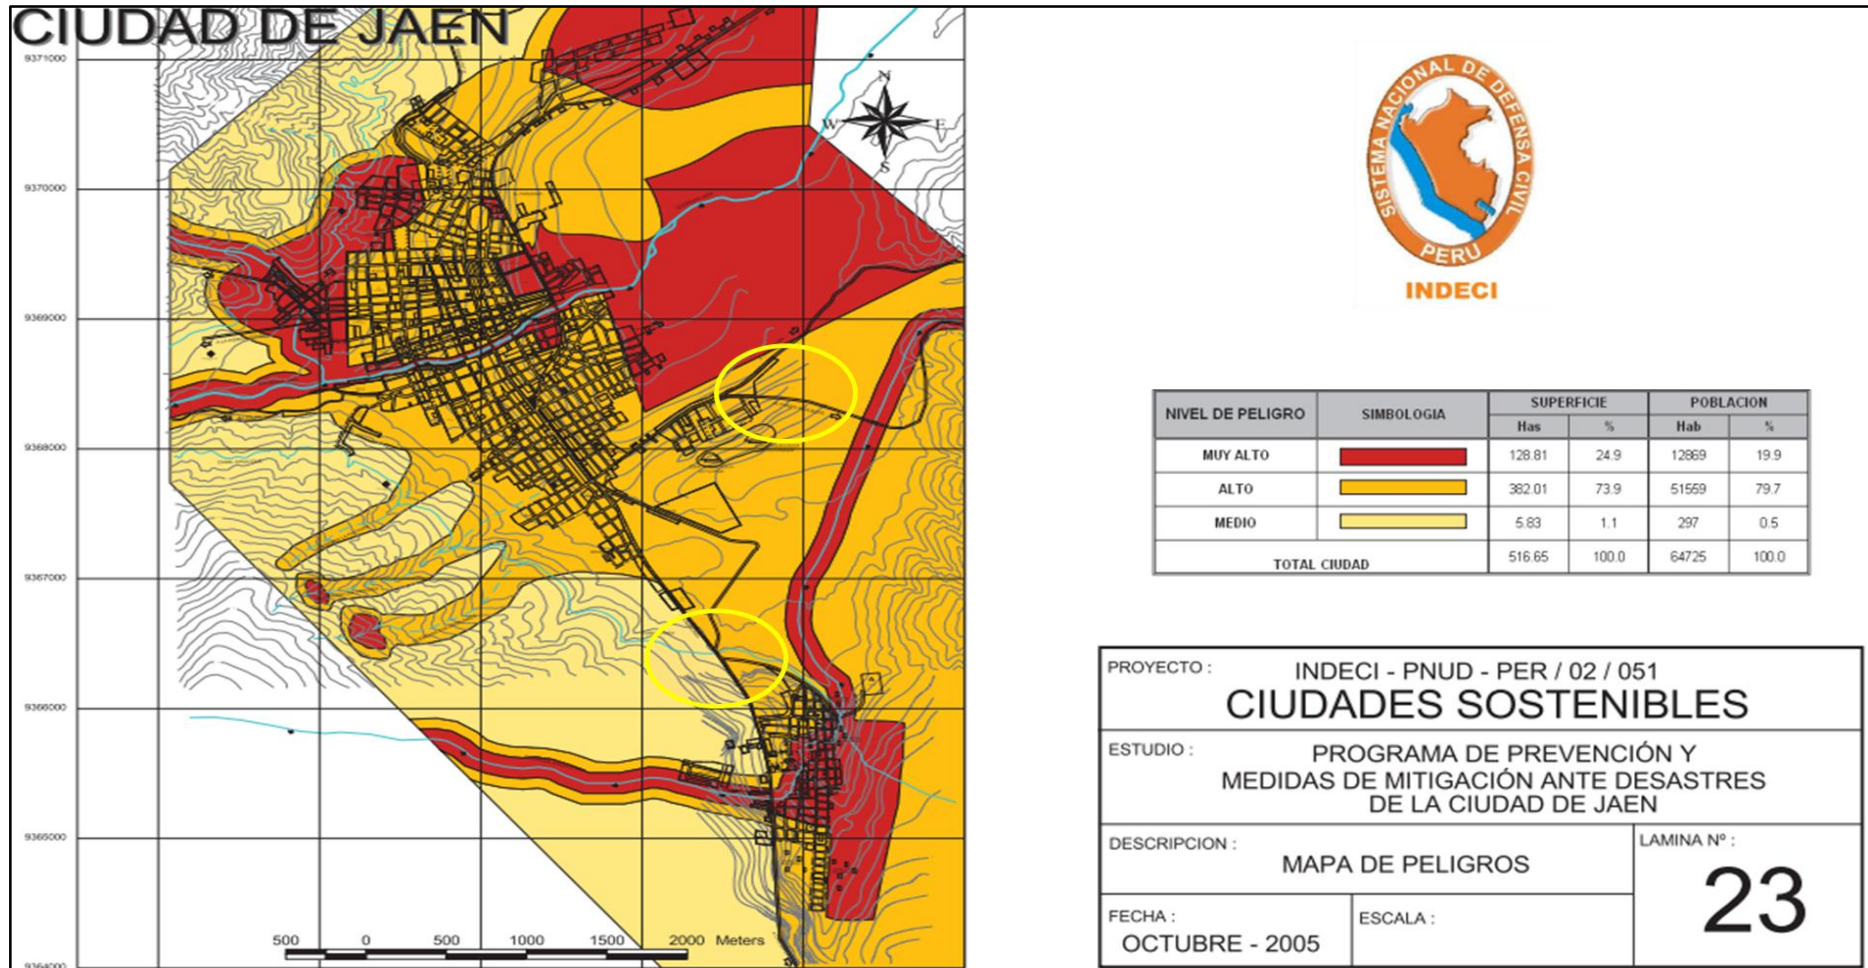 CIUDAD DE JAEN
9371000
9370000
9369000
9368000
9367000
9366000
9365000
9364000
N
W
E
S
500 0 500 1000 1500 2000 Meters
SISTEMA NACIONAL DE DEFENSA CIVIL
PERU
INDECI
NIVEL DE PELIGRO SIMBOLOGIA SUPERFICIE POBLACION
Has % Hab %
MUY ALTO 128.81 24.9 12869 19.9
ALTO 382.01 73.9 51559 79.7
MEDIO 5.83 1.1 297 0.5
TOTAL CIUDAD 516.65 100.0 64725 100.0
PROYECTO : INDECI - PNUD - PER / 02 / 051
CIUDADES SOSTENIBLES
ESTUDIO : PROGRAMA DE PREVENCIÓN Y
MEDIDAS DE MITIGACIÓN ANTE DESASTRES
DE LA CIUDAD DE JAEN
DESCRIPCION :
MAPA DE PELIGROS
LAMINA Nº :
23
FECHA :
OCTUBRE - 2005
ESCALA :